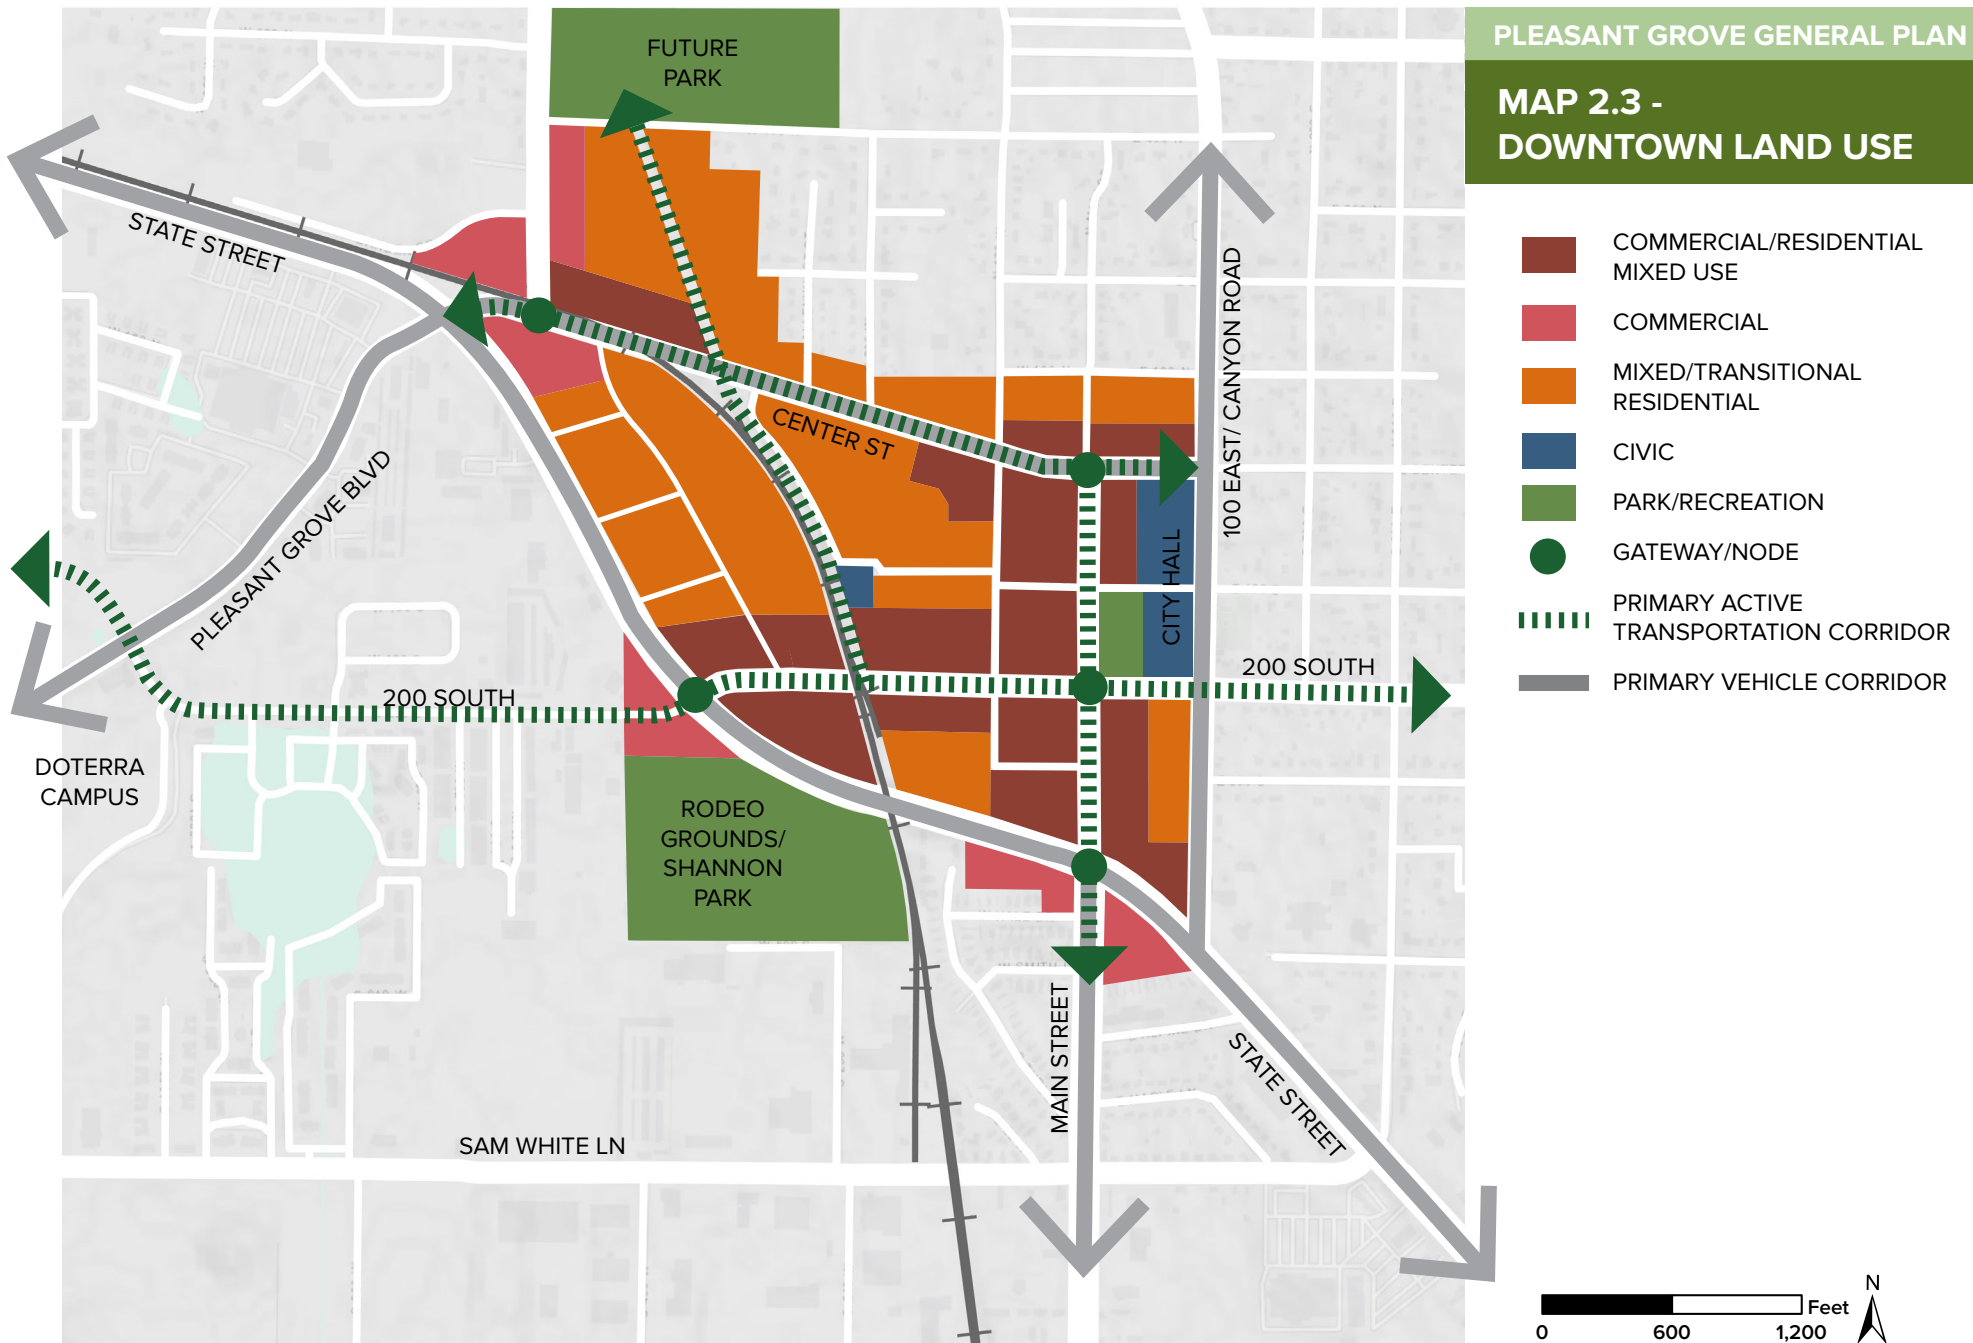 PLEASANT GROVE GENERAL PLAN
MAP 2.3 -
DOWNTOWN LAND USE
COMMERCIAL/RESIDENTIAL
MIXED USE
COMMERCIAL
MIXED/TRANSITIONAL
RESIDENTIAL
CIVIC
PARK/RECREATION
GATEWAY/NODE
PRIMARY ACTIVE
TRANSPORTATION CORRIDOR
PRIMARY VEHICLE CORRIDOR
FUTURE
PARK
STATE STREET
100 EAST/ CANYON ROAD
CENTER ST
PLEASANT GROVE BLVD
CITY HALL
200 SOUTH
200 SOUTH
DOTERRA
CAMPUS
RODEO
GROUNDS/
SHANNON
PARK
MAIN STREET
STATE STREET
SAM WHITE LN
N
Feet
0 600 1,200